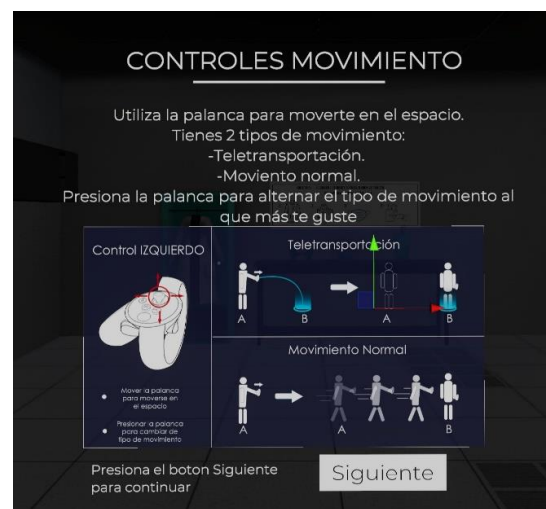 CONTROLES MOVIMIENTO
Utiliza la palanca para moverte en el espacio.
Tienes 2 tipos de movimiento:
-Teletransportación.
-Moviento normal.
Presiona la palanca para alternar el tipo de movimiento al
que más te guste
Control IZQUIERDO
Mover la palanca
para moverse en
el espacio
Presionar la palanca
para cambiar de
tipo de movimiento
Teletransportación
A
B
A
B
Movimiento Normal
A
A
B
Presiona el boton Siguiente
para continuar
Siguiente